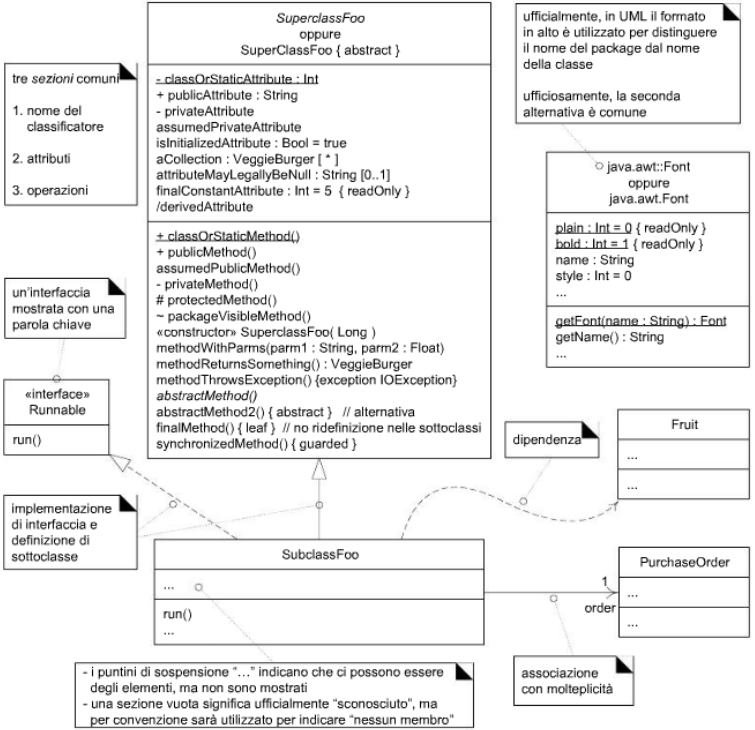 SuperclassFoo
oppure
SuperClassFoo { abstract }
- classOrStaticAttribute : Int
+ publicAttribute : String
- privateAttribute
assumedPrivateAttribute
isInitializedAttribute : Bool = true
aCollection : VeggieBurger [ * ]
attributeMayLegallyBeNull : String [0..1]
finalConstantAttribute : Int = 5 { readOnly }
/derivedAttribute
+ classOrStaticMethod()
+ publicMethod()
assumedPublicMethod()
- privateMethod()
# protectedMethod()
~ packageVisibleMethod()
«constructor» SuperclassFoo( Long )
methodWithParms(parm1 : String, parm2 : Float)
methodReturnsSomething() : VeggieBurger
methodThrowsException() {exception IOException}
abstractMethod()
abstractMethod2() { abstract } // alternativa
finalMethod() { leaf } // no ridefinizione nelle sottoclassi
synchronizedMethod() { guarded }
tre sezioni comuni
1. nome del
classificatore
2. attributi
3. operazioni
ufficialmente, in UML il formato
in alto è utilizzato per distinguere
il nome del package dal nome
della classe
ufficiosamente, la seconda
alternativa è comune
java.awt::Font
oppure
java.awt.Font
plain : Int = 0 { readOnly }
bold : Int = 1 { readOnly }
name : String
style : Int = 0
...
getFont(name : String) : Font
getName() : String
...
un'interfaccia
mostrata con una
parola chiave
«interface»
Runnable
run()
dipendenza
Fruit
...
...
implementazione
di interfaccia e
definizione di
sottoclasse
SubclassFoo
...
run()
...
1
order
PurchaseOrder
...
...
associazione
con molteplicità
- i puntini di sospensione “...” indicano che ci possono essere
degli elementi, ma non sono mostrati
- una sezione vuota significa ufficialmente “sconosciuto”, ma
per convenzione sarà utilizzato per indicare “nessun membro”